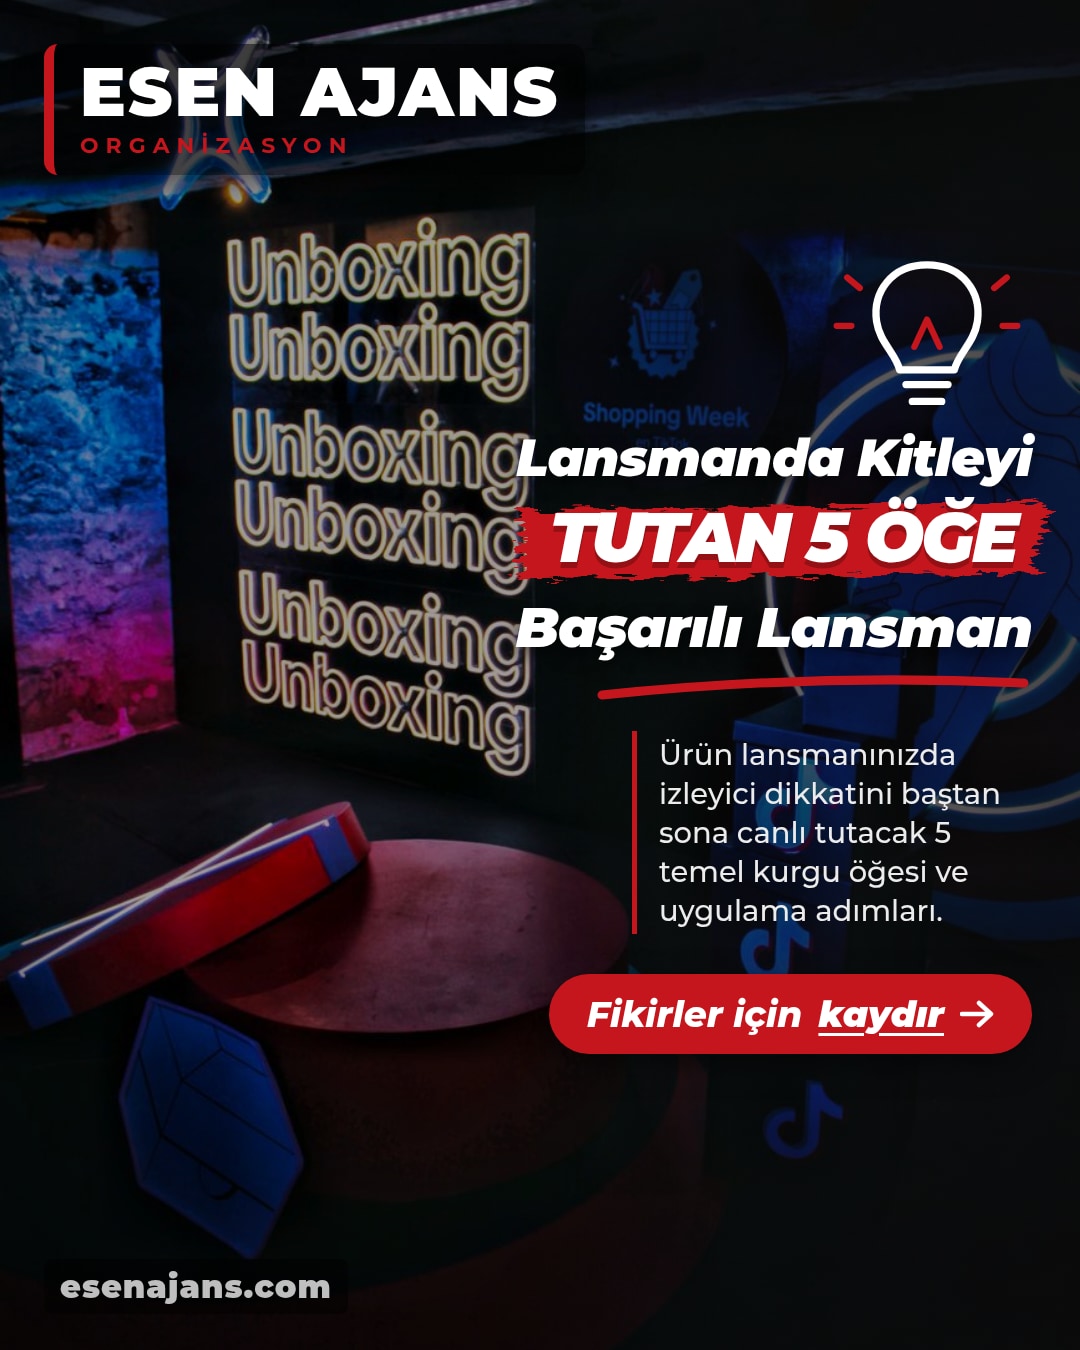 ESEN AJANS
ORGANİZASYON
Unboxing
Unboxing
Unboxing
Unboxing
Unboxing
Unboxing
Shopping Week
Lansmanda Kitleyi
TUTAN 5 ÖĞE
Başarılı Lansman
Ürün lansmanınızda
izleyici dikkatini baştan
sona canlı tutacak 5
temel kurgu öğesi ve
uygulama adımları.
Fikirler için kaydır →
esenajans.com